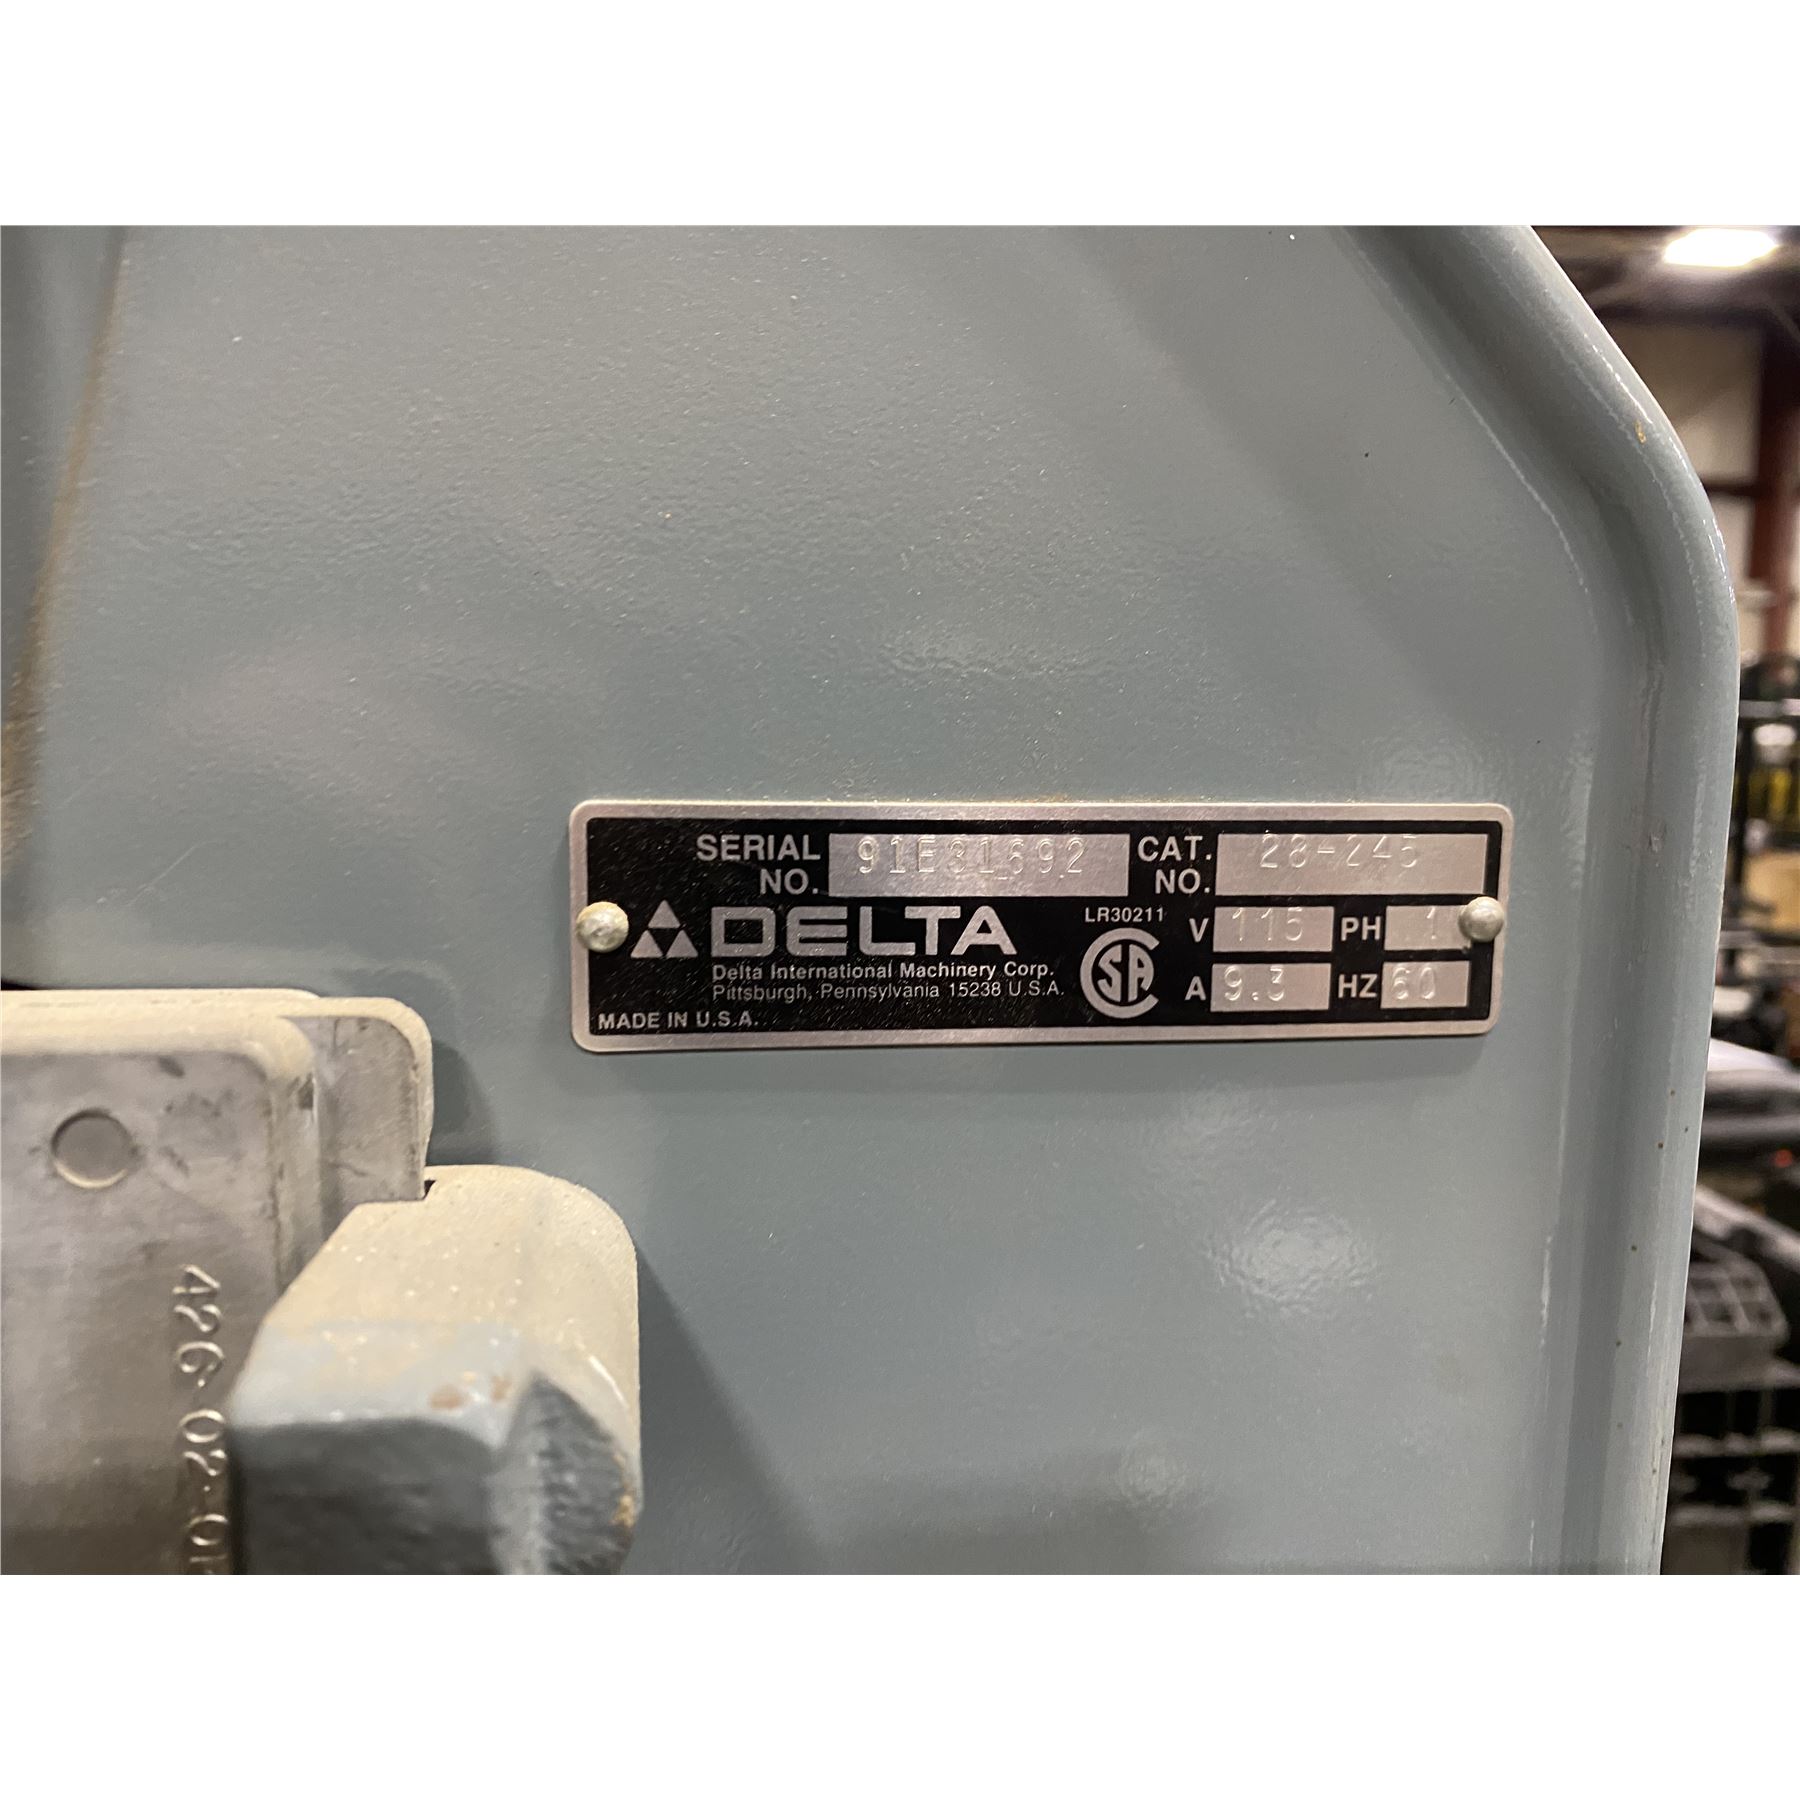 SERIAL NO. 91E31692 CAT. NO. 28-245
DELTA LR30211 V 115 PH 1
Delta International Machinery Corp.
Pittsburgh, Pennsylvania 15238 U.S.A. A 9.3 HZ 60
MADE IN U.S.A.
426-02-01